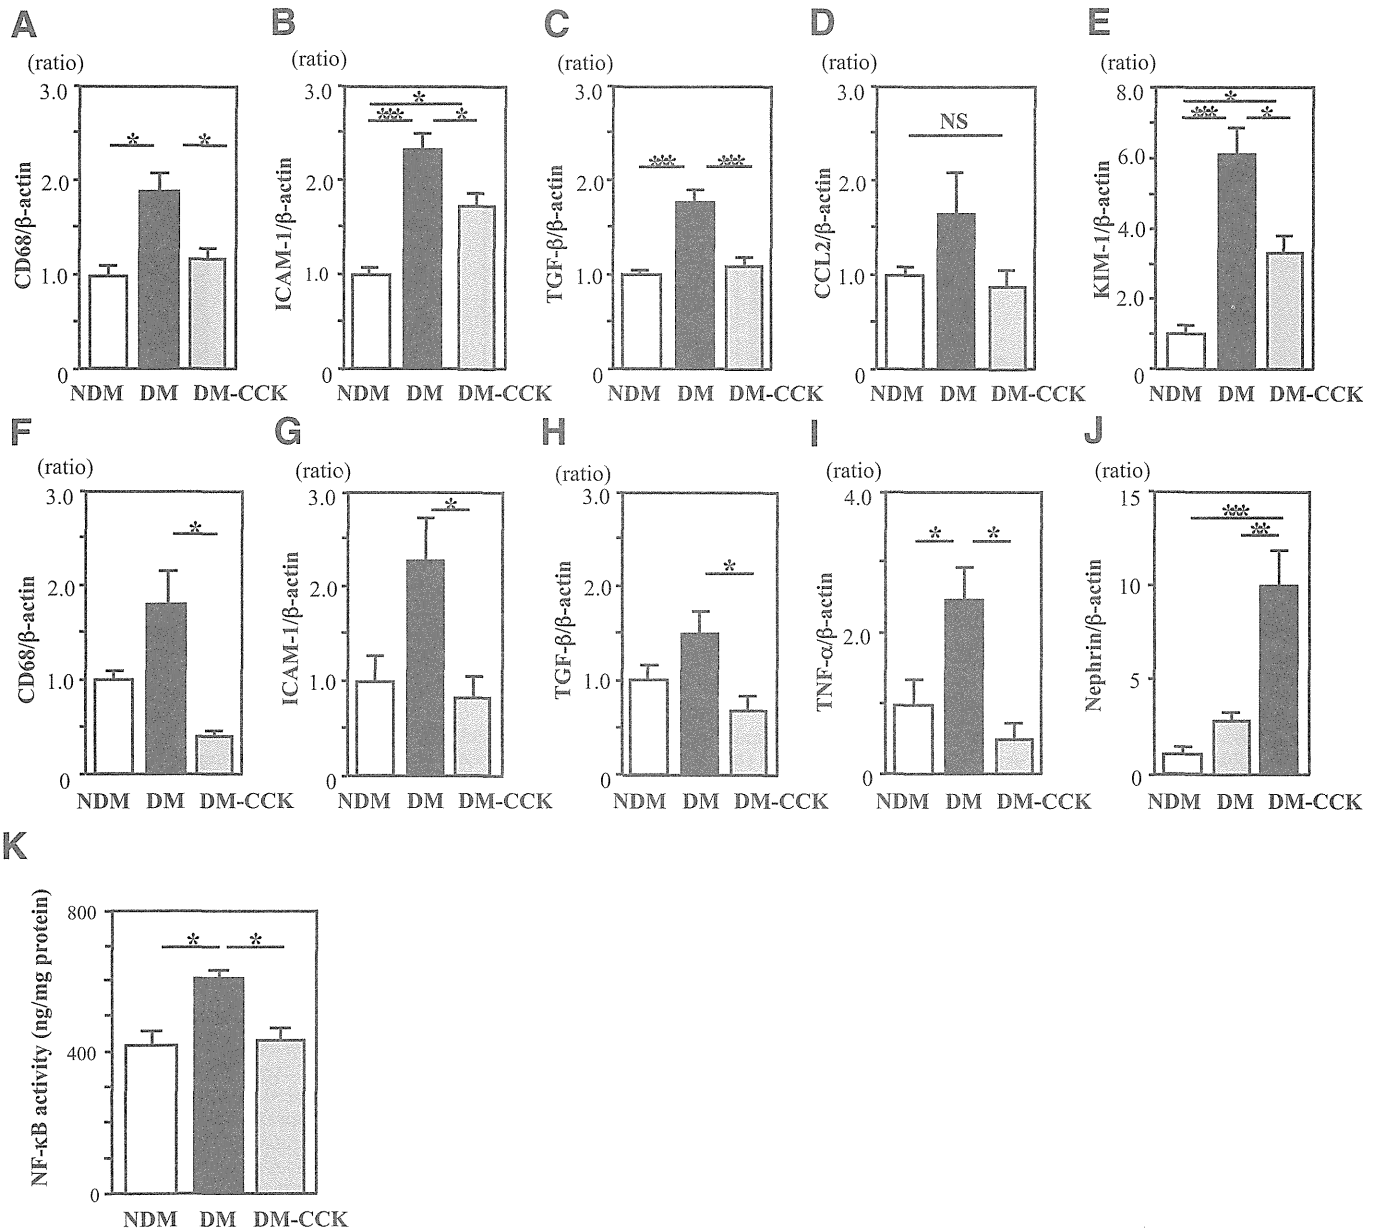 A
B
C
D
E
(ratio)
(ratio)
(ratio)
(ratio)
(ratio)
3.0
2.0
1.0
0
CD68/β-actin
* *
NDM DM DM-CCK
3.0
2.0
1.0
0
ICAM-1/β-actin
*
*** *
NDM DM DM-CCK
3.0
2.0
1.0
0
TGF-β/β-actin
*** ***
NDM DM DM-CCK
3.0
2.0
1.0
0
CCL2/β-actin
NS
NDM DM DM-CCK
8.0
6.0
4.0
2.0
0
KIM-1/β-actin
*
*** *
NDM DM DM-CCK
F
G
H
I
J
(ratio)
(ratio)
(ratio)
(ratio)
(ratio)
3.0
2.0
1.0
0
CD68/β-actin
*
NDM DM DM-CCK
3.0
2.0
1.0
0
ICAM-1/β-actin
*
NDM DM DM-CCK
3.0
2.0
1.0
0
TGF-β/β-actin
*
NDM DM DM-CCK
4.0
2.0
0
TNF-α/β-actin
* *
NDM DM DM-CCK
15
10
5
0
Nephrin/β-actin
***
**
NDM DM DM-CCK
K
800
400
0
NF-κB activity (ng/mg protein)
* *
NDM DM DM-CCK